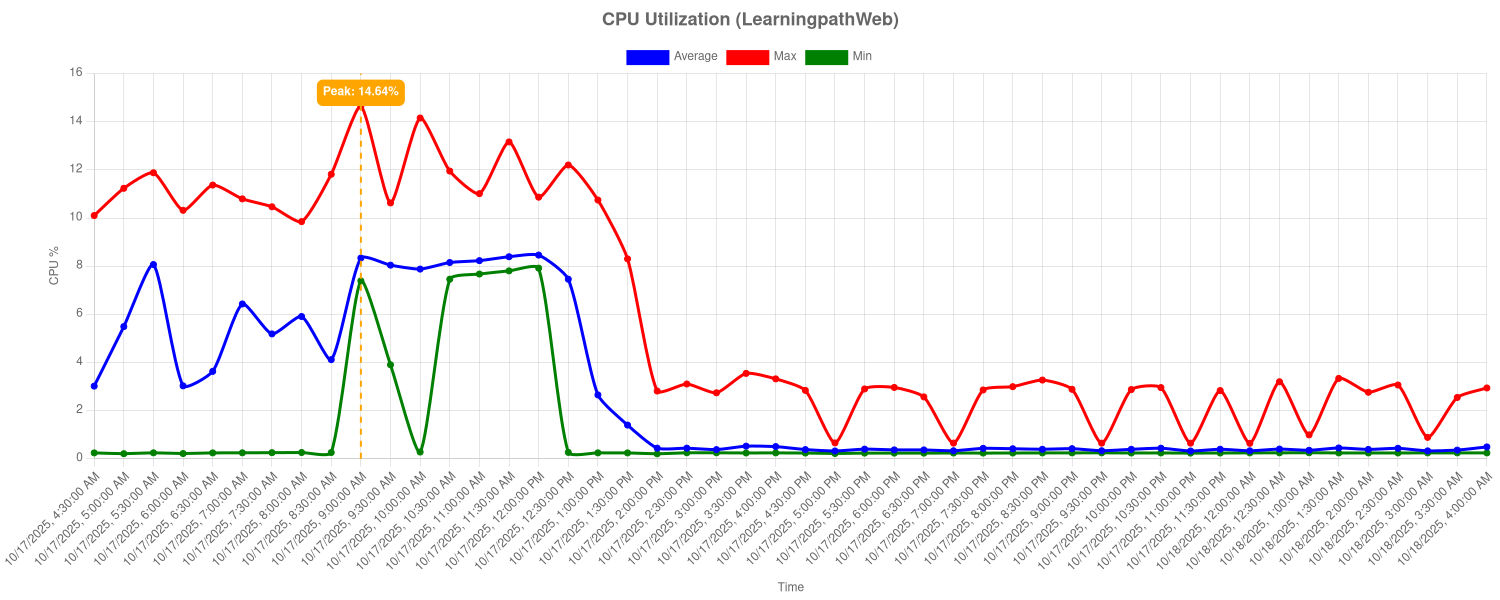 CPU Utilization (LearningpathWeb)
Average Max Min
16
14
12
10
8
6
4
2
0
CPU %
Peak: 14.64%
10/17/2025, 4:30:00 AM
10/17/2025, 5:00:00 AM
10/17/2025, 5:30:00 AM
10/17/2025, 6:00:00 AM
10/17/2025, 6:30:00 AM
10/17/2025, 7:00:00 AM
10/17/2025, 7:30:00 AM
10/17/2025, 8:00:00 AM
10/17/2025, 8:30:00 AM
10/17/2025, 9:00:00 AM
10/17/2025, 9:30:00 AM
10/17/2025, 10:00:00 AM
10/17/2025, 10:30:00 AM
10/17/2025, 11:00:00 AM
10/17/2025, 11:30:00 AM
10/17/2025, 12:00:00 PM
10/17/2025, 12:30:00 PM
10/17/2025, 1:00:00 PM
10/17/2025, 1:30:00 PM
10/17/2025, 2:00:00 PM
10/17/2025, 2:30:00 PM
10/17/2025, 3:00:00 PM
10/17/2025, 3:30:00 PM
10/17/2025, 4:00:00 PM
10/17/2025, 4:30:00 PM
10/17/2025, 5:00:00 PM
10/17/2025, 5:30:00 PM
10/17/2025, 6:00:00 PM
10/17/2025, 6:30:00 PM
10/17/2025, 7:00:00 PM
10/17/2025, 7:30:00 PM
10/17/2025, 8:00:00 PM
10/17/2025, 8:30:00 PM
10/17/2025, 9:00:00 PM
10/17/2025, 9:30:00 PM
10/17/2025, 10:00:00 PM
10/17/2025, 10:30:00 PM
10/17/2025, 11:00:00 PM
10/17/2025, 11:30:00 PM
10/18/2025, 12:00:00 AM
10/18/2025, 12:30:00 AM
10/18/2025, 1:00:00 AM
10/18/2025, 1:30:00 AM
10/18/2025, 2:00:00 AM
10/18/2025, 2:30:00 AM
10/18/2025, 3:00:00 AM
10/18/2025, 3:30:00 AM
10/18/2025, 4:00:00 AM
Time